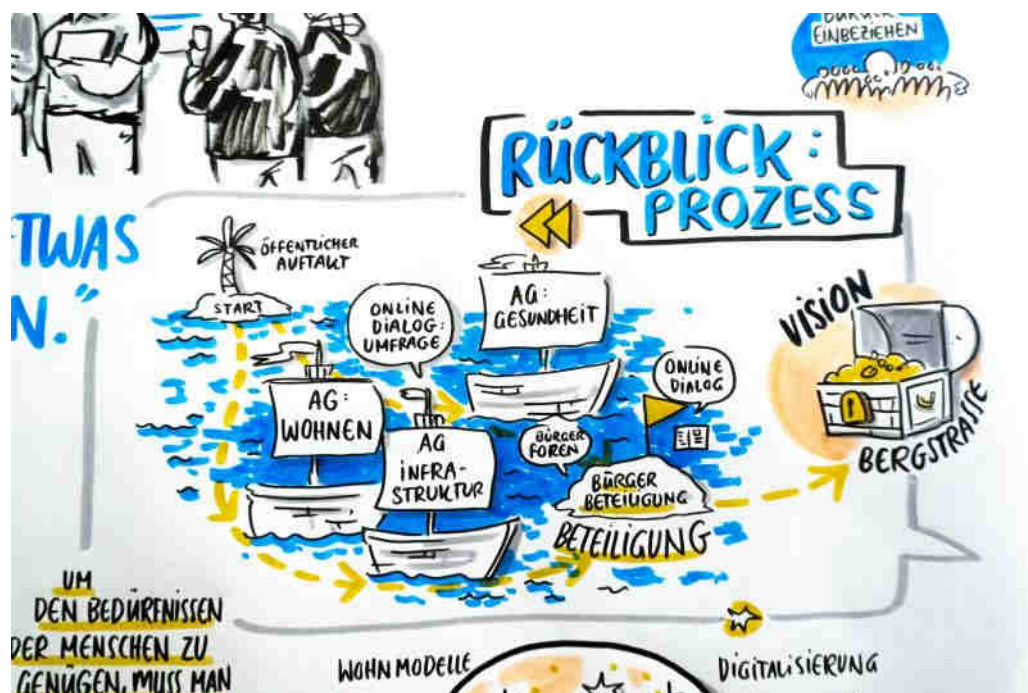 EINBEZIEHEN
RÜCKBLICK:
PROZESS
TWAS
N."
ÖFFENTLICHER
AUFTAKT
START
ONLINE
DIALOG:
UMFRAGE
AG:
GESUNDHEIT
VISION
BERGSTRASSE
AG:
WOHNEN
AG
INFRA-
STRUKTUR
ONLINE
DIALOG
BÜRGER
FOREN
BÜRGER
BETEILIGUNG
BETEILIGUNG
UM
DEN BEDÜRFNISSEN
DER MENSCHEN ZU
GENÜGEN, MUSS MAN
WOHNMODELLE
DIGITALISIERUNG